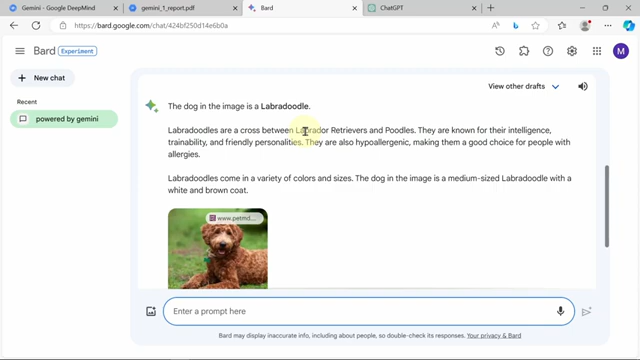 Gemini - Google DeepMind
gemini_1_report.pdf
Bard
ChatGPT
https://bard.google.com/chat/424bf250d14e6b0a
Bard
Experiment
M
New chat
Recent
powered by gemini
View other drafts
The dog in the image is a Labradoodle.
Labradoodles are a cross between Labrador Retrievers and Poodles. They are known for their intelligence,
trainability, and friendly personalities. They are also hypoallergenic, making them a good choice for people with
allergies.
Labradoodles come in a variety of colors and sizes. The dog in the image is a medium-sized Labradoodle with a
white and brown coat.
www.petmd...
Enter a prompt here
Bard may display inaccurate info, including about people, so double-check its responses. Your privacy & Bard